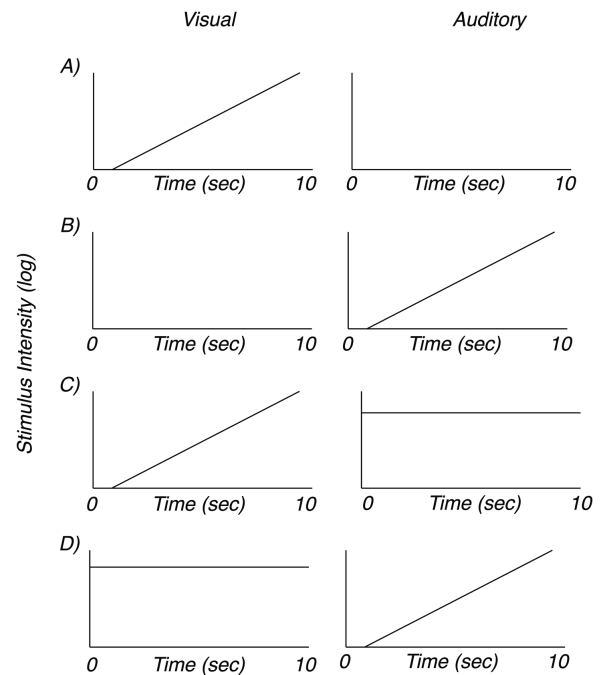 Visual Auditory
Stimulus Intensity (log)
A)
0 Time (sec) 10 0 Time (sec) 10
B)
0 Time (sec) 10 0 Time (sec) 10
C)
0 Time (sec) 10 0 Time (sec) 10
D)
0 Time (sec) 10 0 Time (sec) 10